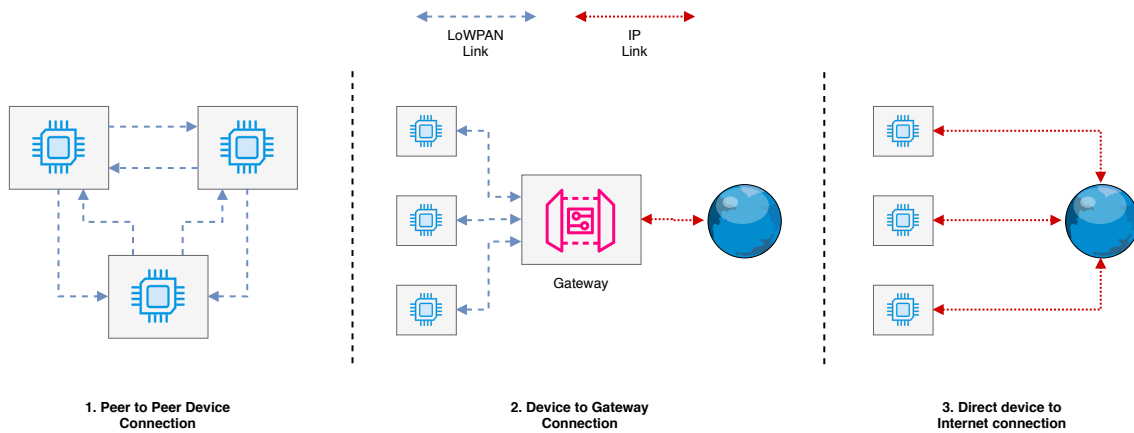 LoWPAN
Link
IP
Link
Gateway
1. Peer to Peer Device
Connection
2. Device to Gateway
Connection
3. Direct device to
Internet connection